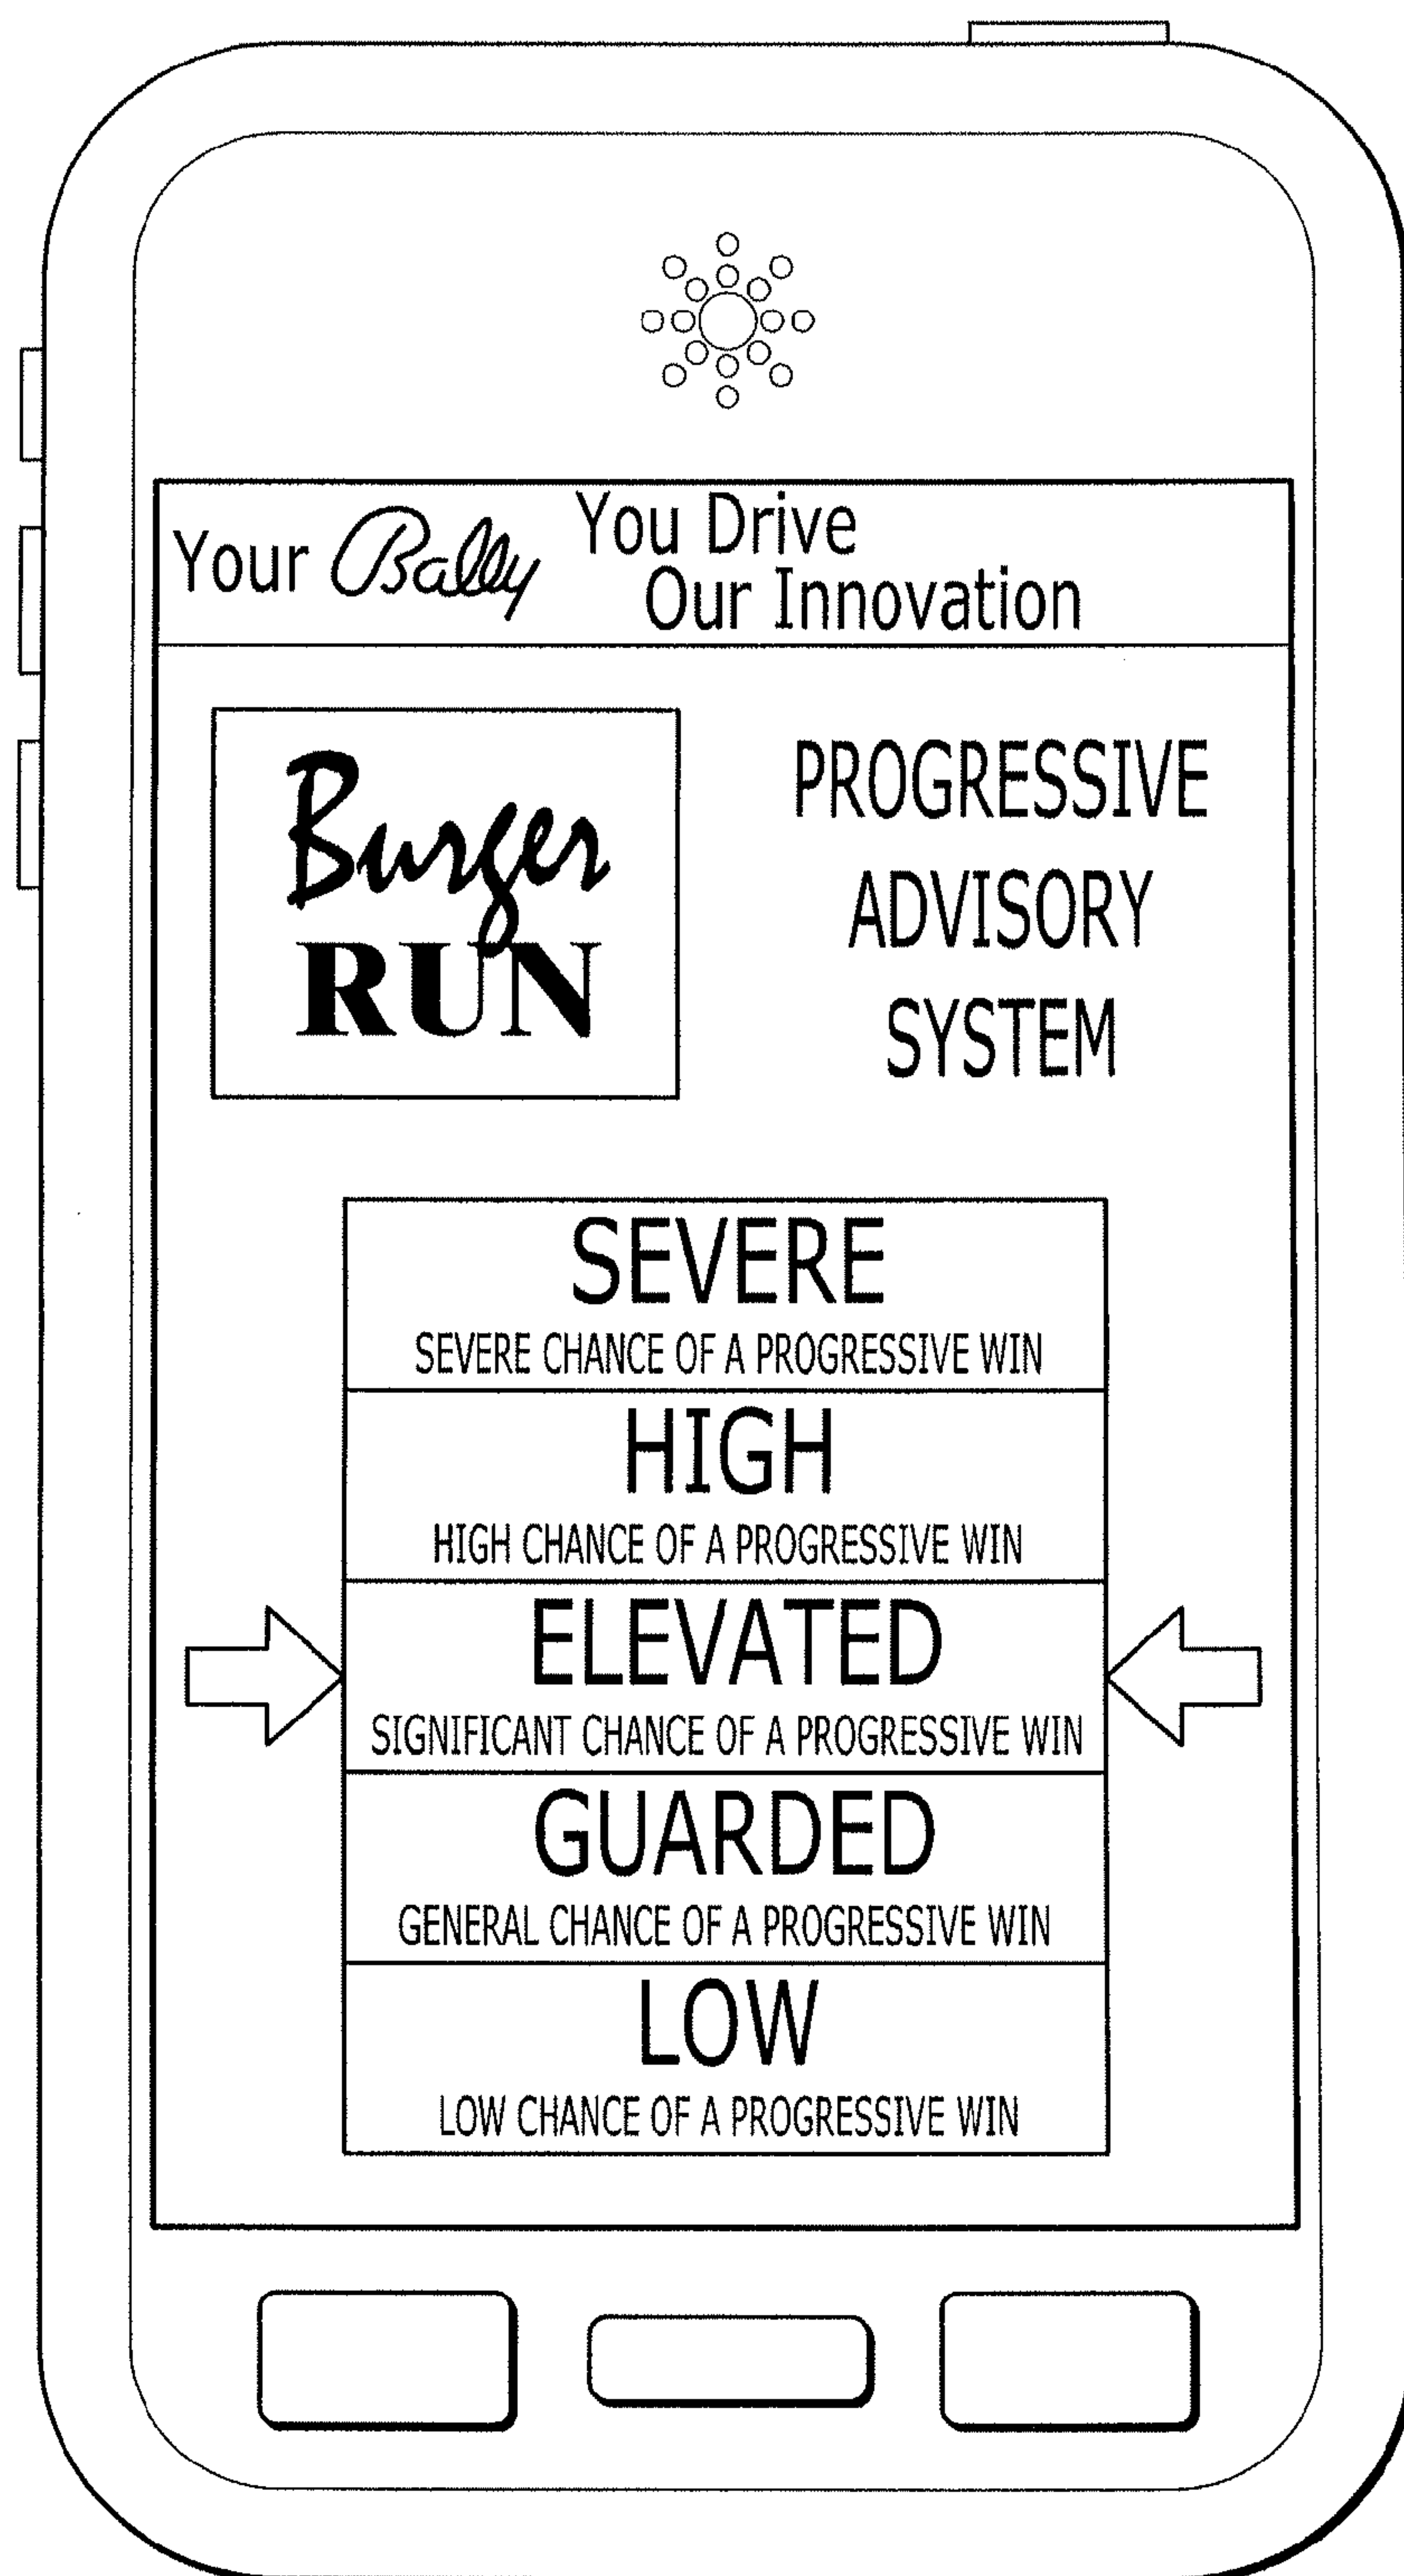 Your Bally You Drive
Our Innovation
Burger
RUN
PROGRESSIVE
ADVISORY
SYSTEM
SEVERE
SEVERE CHANCE OF A PROGRESSIVE WIN
HIGH
HIGH CHANCE OF A PROGRESSIVE WIN
ELEVATED
SIGNIFICANT CHANCE OF A PROGRESSIVE WIN
GUARDED
GENERAL CHANCE OF A PROGRESSIVE WIN
LOW
LOW CHANCE OF A PROGRESSIVE WIN